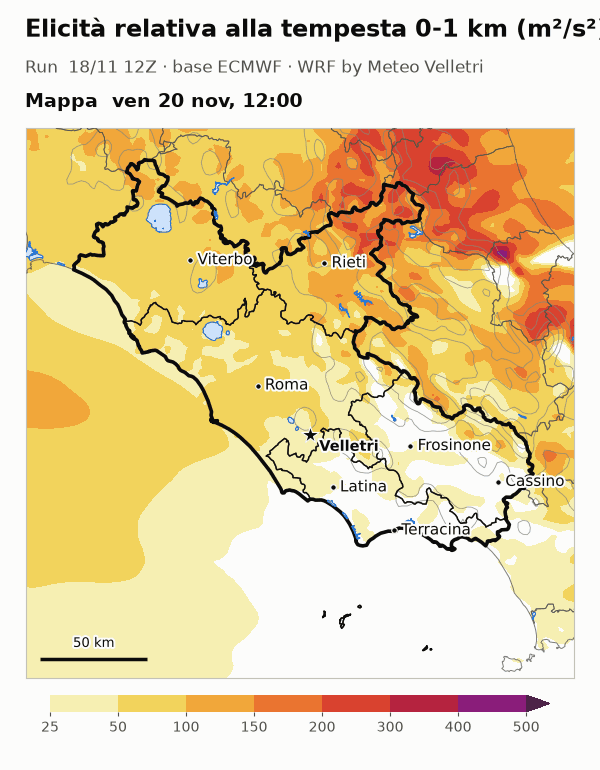 Elicità relativa alla tempesta 0-1 km (m²/s²)
Run 18/11 12Z · base ECMWF · WRF by Meteo Velletri
Mappa ven 20 nov, 12:00
Viterbo
Rieti
Roma
Velletri
Frosinone
Latina
Cassino
Terracina
50 km
25 50 100 150 200 300 400 500